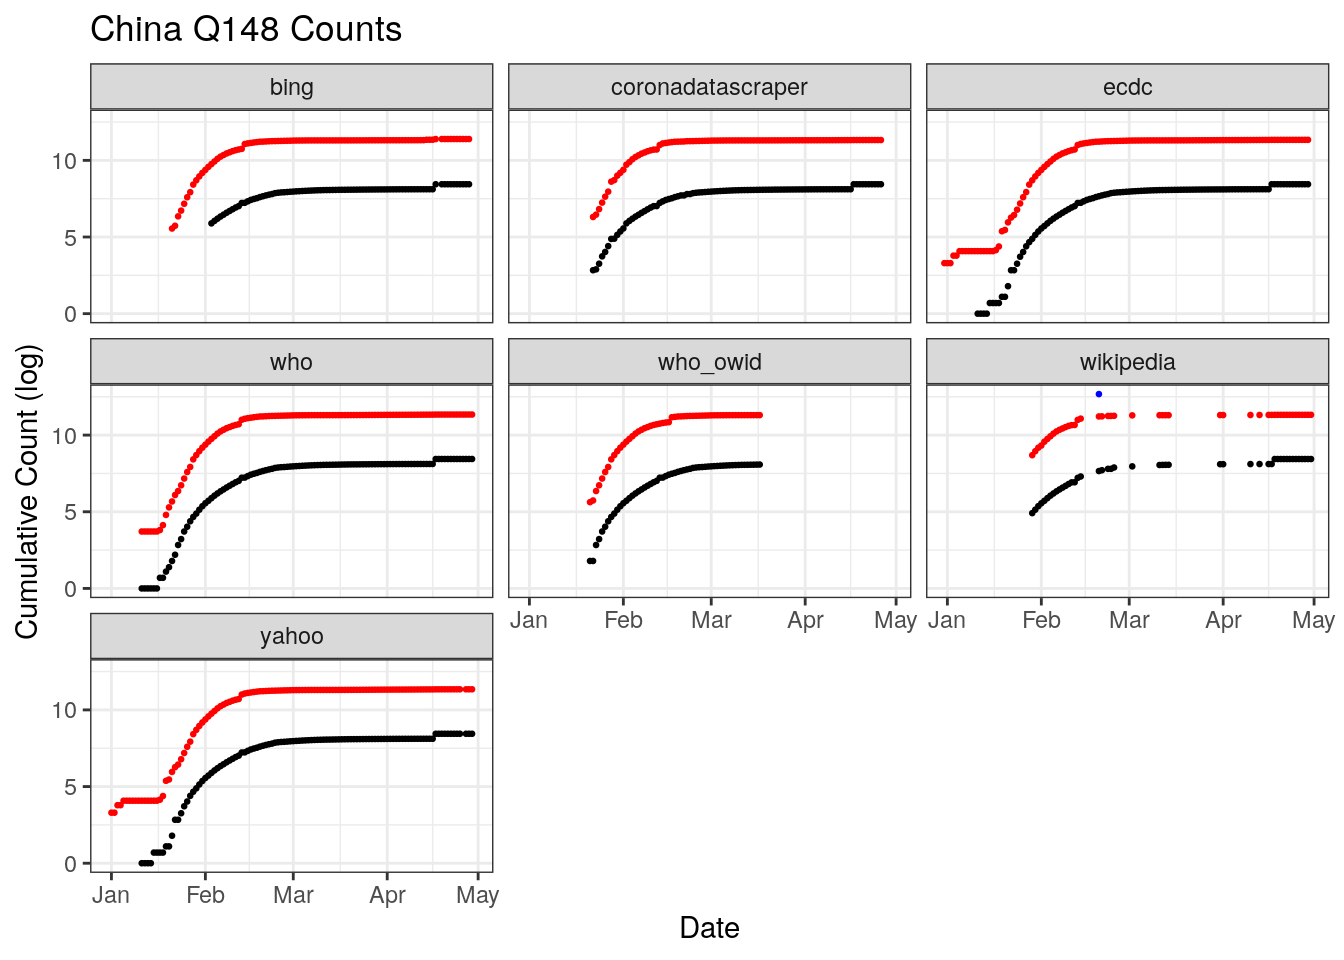 China Q148 Counts
bing
coronadatascraper
ecdc
10
5
0
who
who_owid
wikipedia
10
5
0
Jan Feb Mar Apr May
Jan Feb Mar Apr May
yahoo
10
5
0
Jan Feb Mar Apr May
Cumulative Count (log)
Date